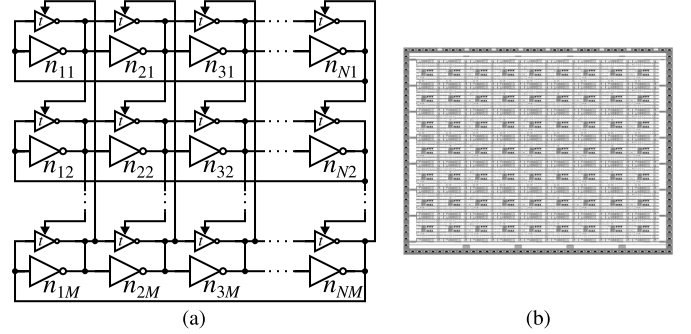 t t t t
n11 n21 n31 ... nN1
t t t t
n12 n22 n32 ... nN2
t t t t
n1M n2M n3M ... nNM
(a) (b)